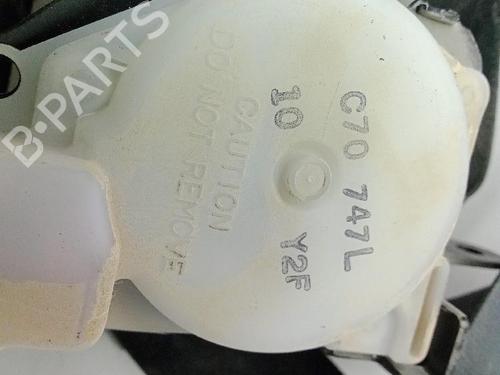 C70 747L
10 Y2F
CAUTION
DO NOT REMOVE
B-PARTS